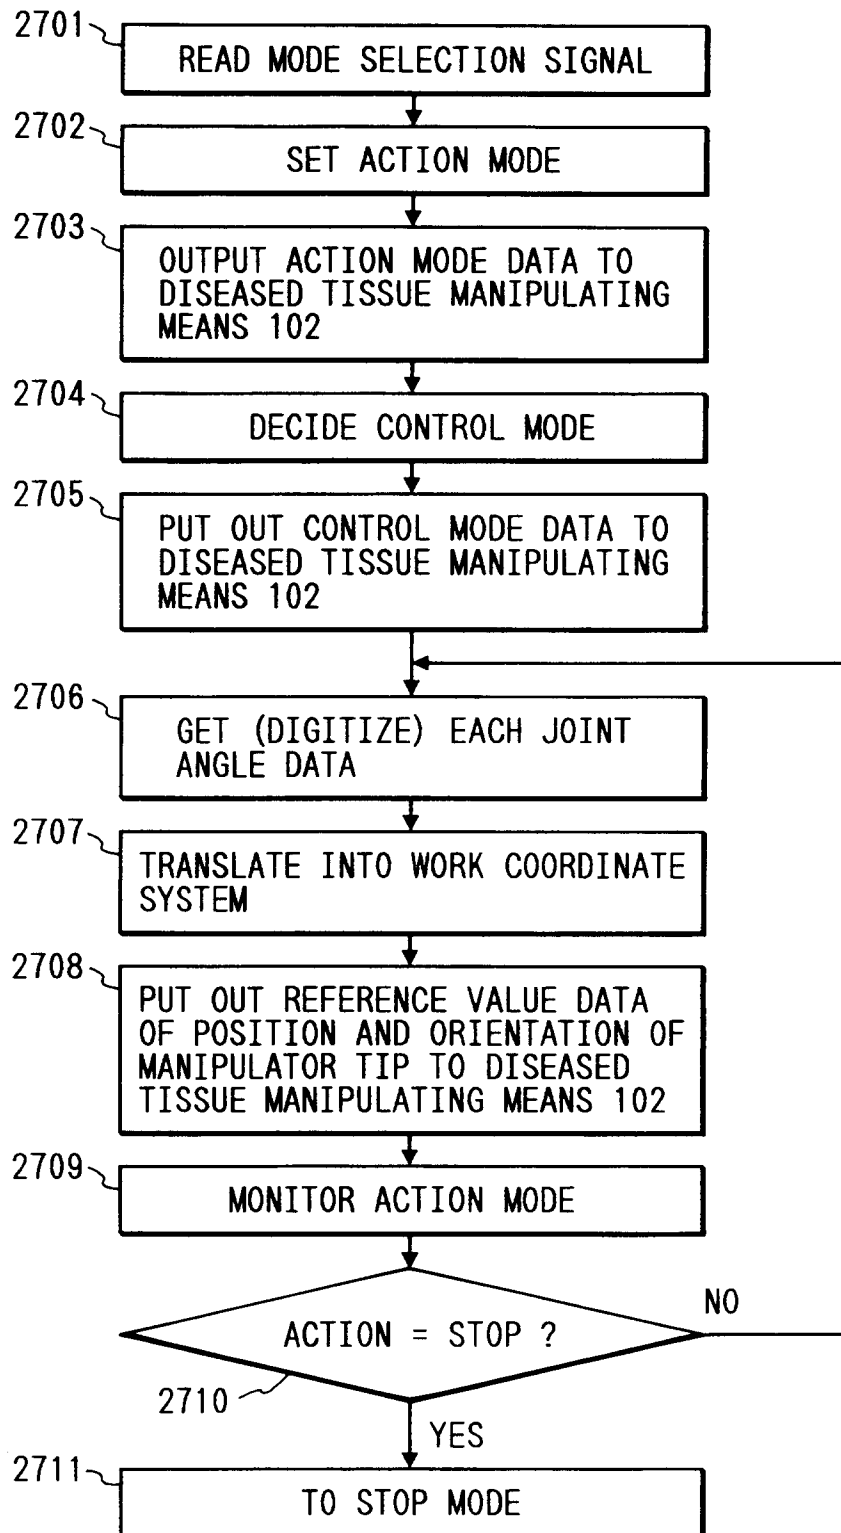 2701
READ MODE SELECTION SIGNAL
2702
SET ACTION MODE
2703
OUTPUT ACTION MODE DATA TO
DISEASED TISSUE MANIPULATING
MEANS 102
2704
DECIDE CONTROL MODE
2705
PUT OUT CONTROL MODE DATA TO
DISEASED TISSUE MANIPULATING
MEANS 102
2706
GET (DIGITIZE) EACH JOINT
ANGLE DATA
2707
TRANSLATE INTO WORK COORDINATE
SYSTEM
2708
PUT OUT REFERENCE VALUE DATA
OF POSITION AND ORIENTATION OF
MANIPULATOR TIP TO DISEASED
TISSUE MANIPULATING MEANS 102
2709
MONITOR ACTION MODE
NO
ACTION = STOP ?
2710
YES
2711
TO STOP MODE